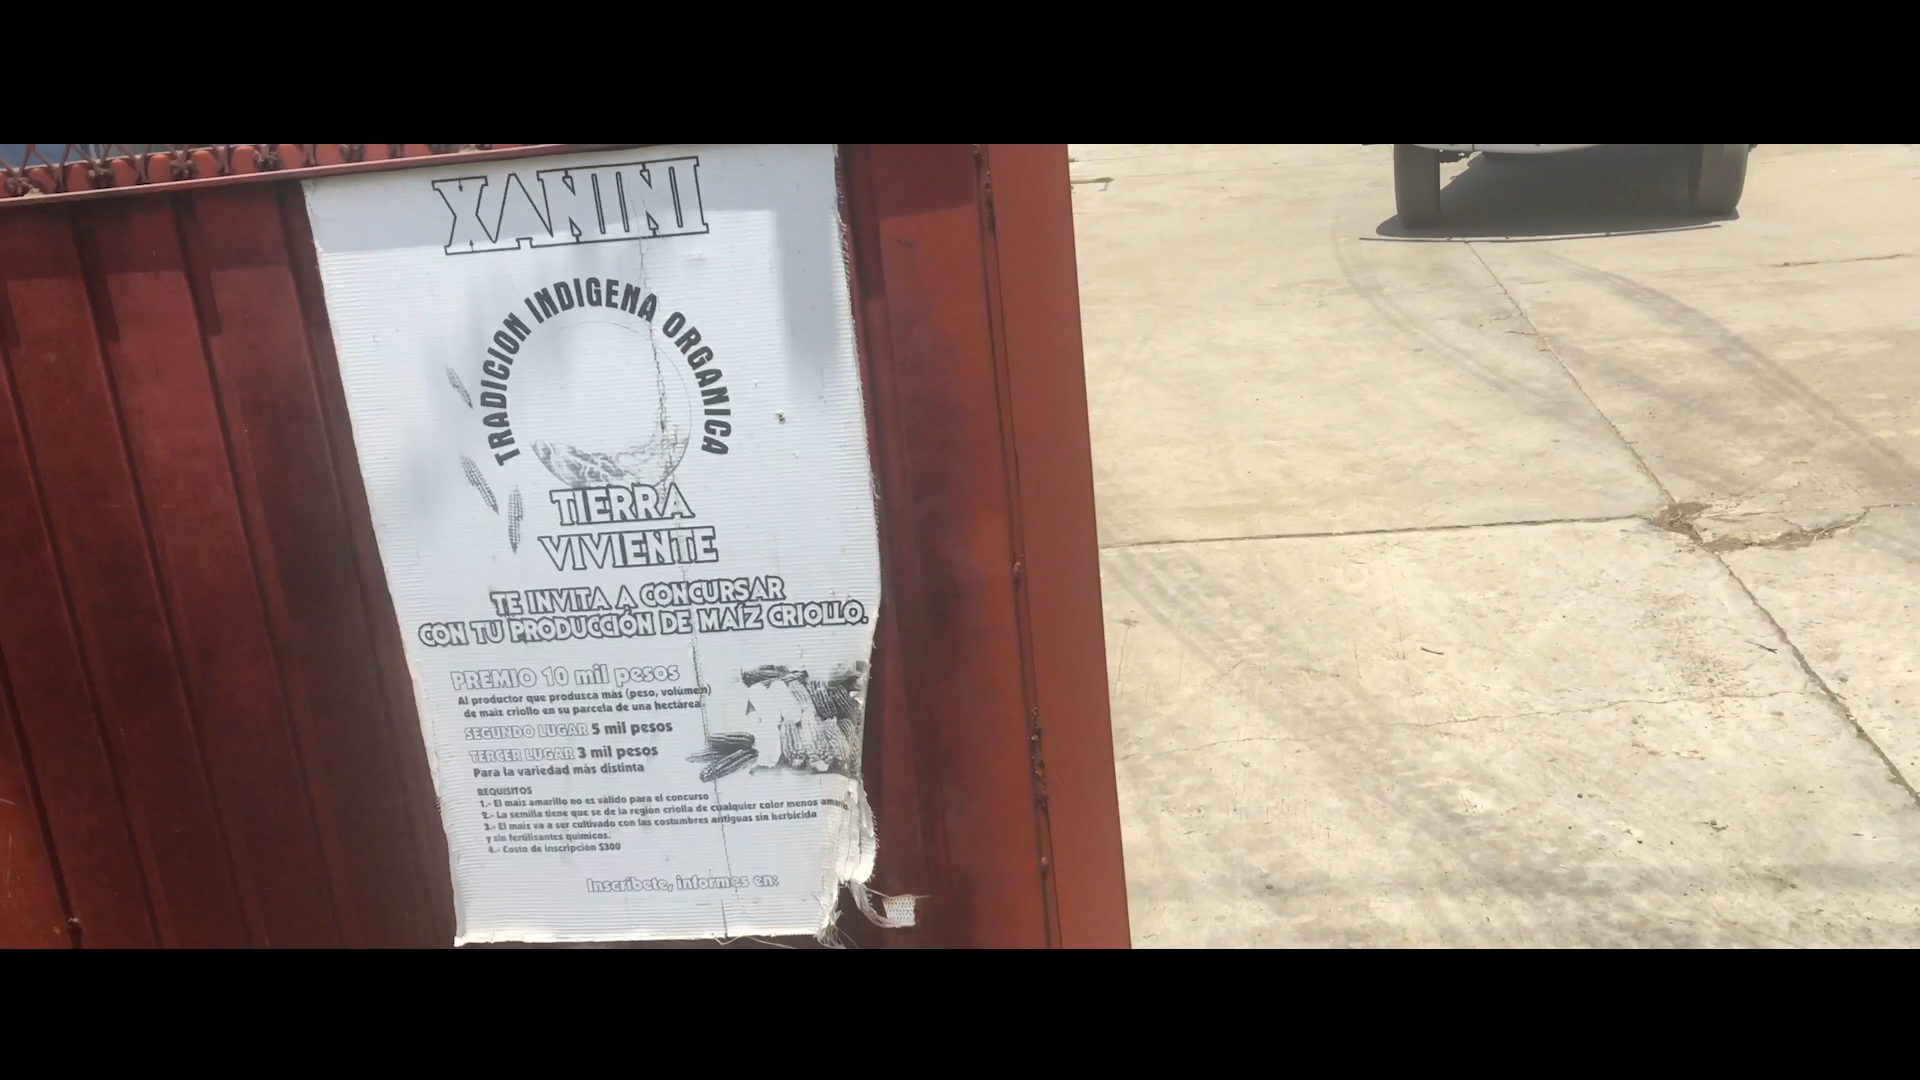 XANINI
TRADICION INDIGENA ORGANICA
TIERRA
VIVIENTE
TE INVITA A CONCURSAR
CON TU PRODUCCIÓN DE MAÍZ CRIOLLO.
PREMIO 10 mil pesos
Al productor que produzca más (peso, volúmen)
de maíz criollo en su parcela de una hectárea
SEGUNDO LUGAR 5 mil pesos
TERCER LUGAR 3 mil pesos
Para la variedad más distinta
REQUISITOS
1.- El maíz amarillo no es válido para el concurso
2.- La semilla tiene que se de la región criolla de cualquier color menos
3.- El maíz va a ser cultivado con las costumbres antiguas sin herbicida
y sin fertilizantes químicos.
4.- Costo de inscripción $300
Inscríbete, informes en: